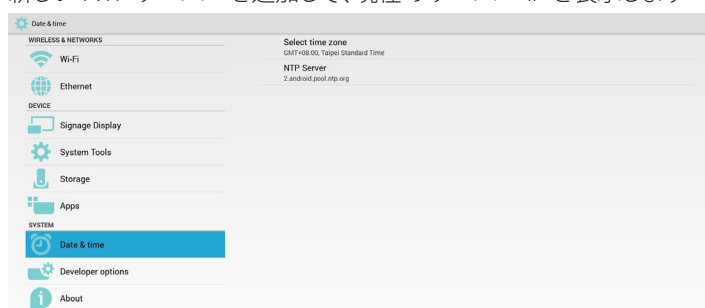 Date & time
WIRELESS & NETWORKS
Wi-Fi
Ethernet
DEVICE
Signage Display
System Tools
Storage
Apps
SYSTEM
Date & time
Developer options
About
Select time zone
GMT+08:00, Taipei Standard Time
NTP Server
2.android.pool.ntp.org